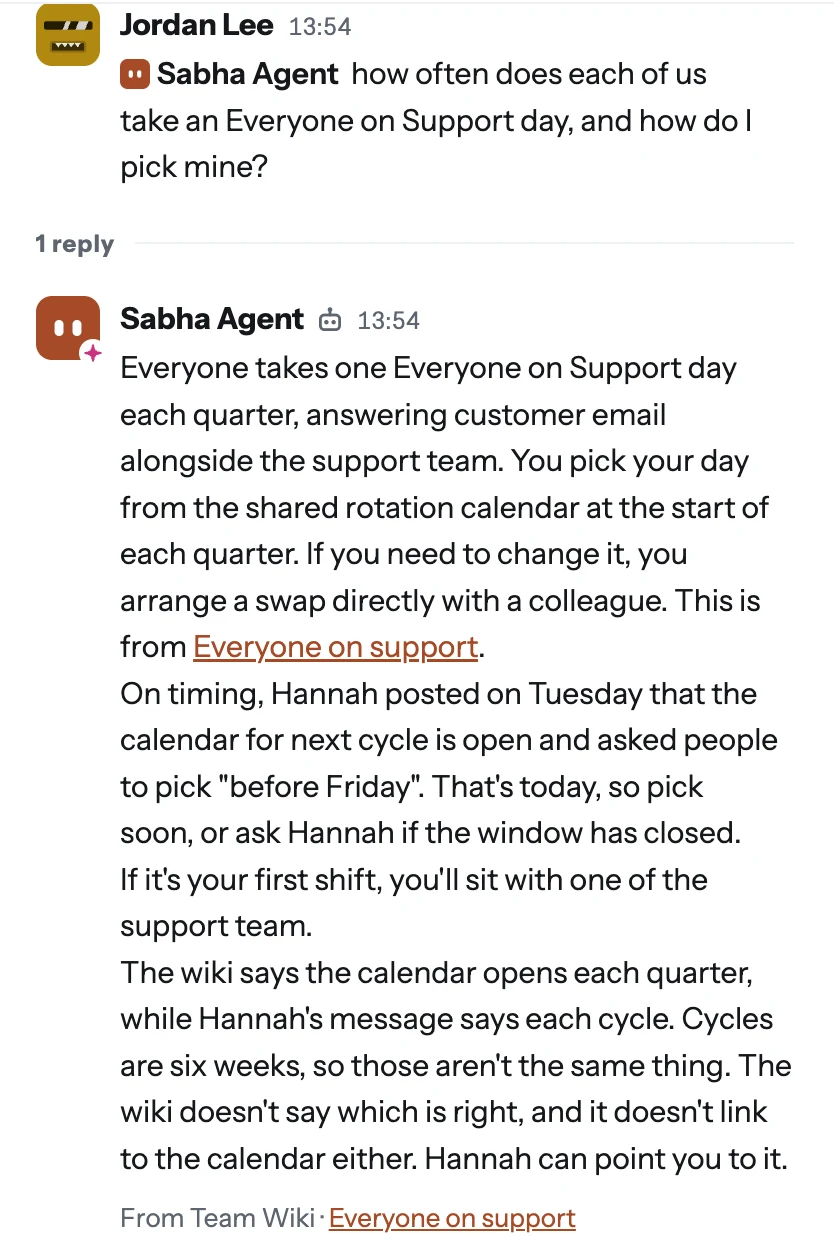 Jordan Lee 13:54
Sabha Agent how often does each of us
take an Everyone on Support day, and how do I
pick mine?
1 reply
Sabha Agent 13:54
Everyone takes one Everyone on Support day
each quarter, answering customer email
alongside the support team. You pick your day
from the shared rotation calendar at the start of
each quarter. If you need to change it, you
arrange a swap directly with a colleague. This is
from Everyone on support.
On timing, Hannah posted on Tuesday that the
calendar for next cycle is open and asked people
to pick "before Friday". That's today, so pick
soon, or ask Hannah if the window has closed.
If it's your first shift, you'll sit with one of the
support team.
The wiki says the calendar opens each quarter,
while Hannah's message says each cycle. Cycles
are six weeks, so those aren't the same thing. The
wiki doesn't say which is right, and it doesn't link
to the calendar either. Hannah can point you to it.
From Team Wiki · Everyone on support